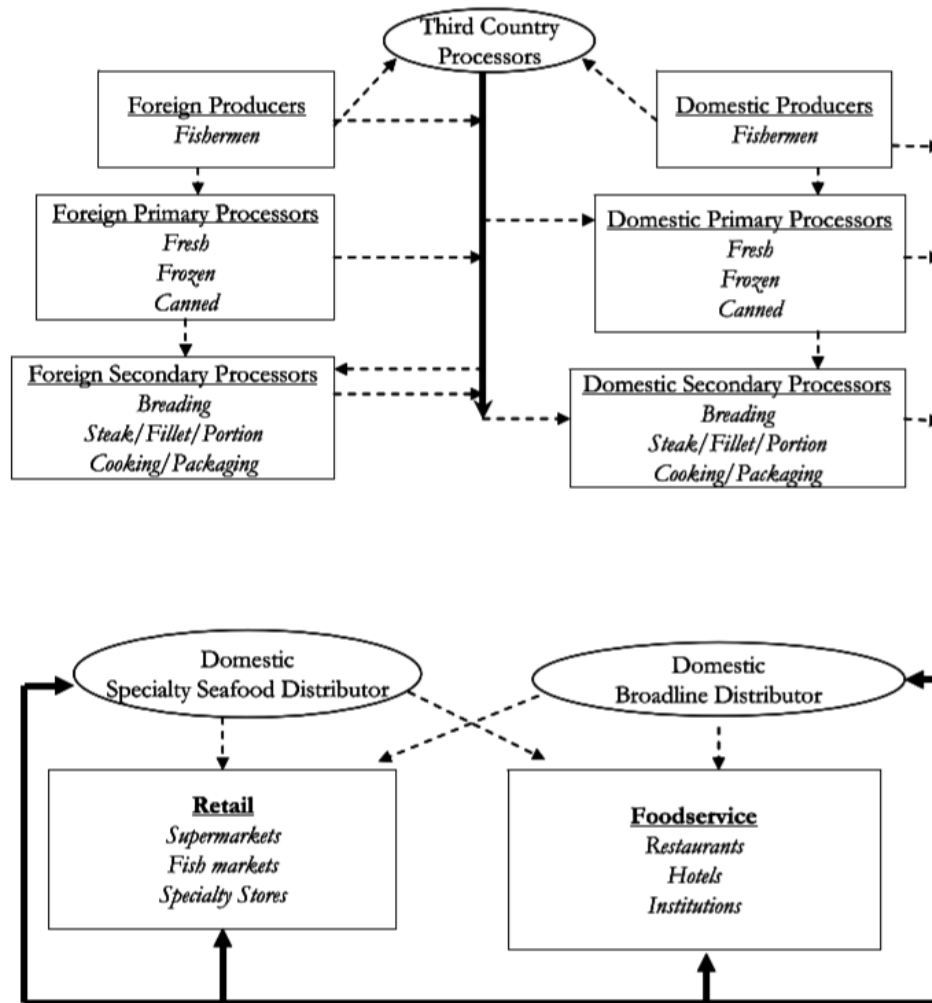 Third Country
Processors
Foreign Producers
Fishermen
Domestic Producers
Fishermen
Foreign Primary Processors
Fresh
Frozen
Canned
Domestic Primary Processors
Fresh
Frozen
Canned
Foreign Secondary Processors
Breading
Steak/Fillet/Portion
Cooking/Packaging
Domestic Secondary Processors
Breading
Steak/Fillet/Portion
Cooking/Packaging
Domestic
Specialty Seafood Distributor
Domestic
Broadline Distributor
Retail
Supermarkets
Fish markets
Specialty Stores
Foodservice
Restaurants
Hotels
Institutions